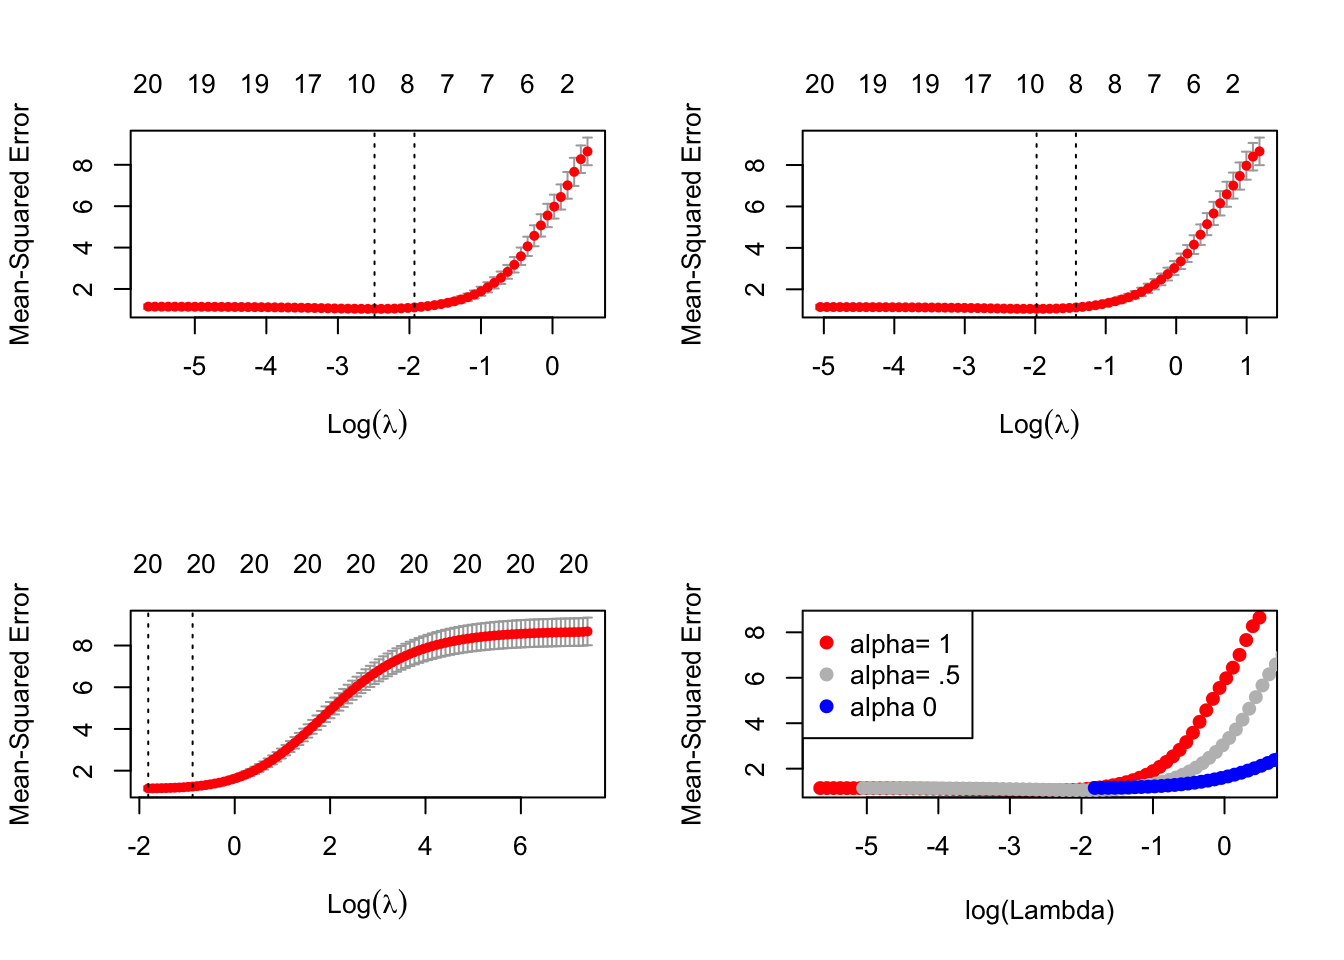 20 19 19 17 10 8 7 7 6 2
Mean-Squared Error
8
6
4
2
-5 -4 -3 -2 -1 0
Log(λ)
20 19 19 17 10 8 8 7 6 2
Mean-Squared Error
8
6
4
2
-5 -4 -3 -2 -1 0 1
Log(λ)
20 20 20 20 20 20 20 20 20
Mean-Squared Error
8
6
4
2
-2 0 2 4 6
Log(λ)
Mean-Squared Error
8
6
4
2
alpha= 1
alpha= .5
alpha 0
-5 -4 -3 -2 -1 0
log(Lambda)